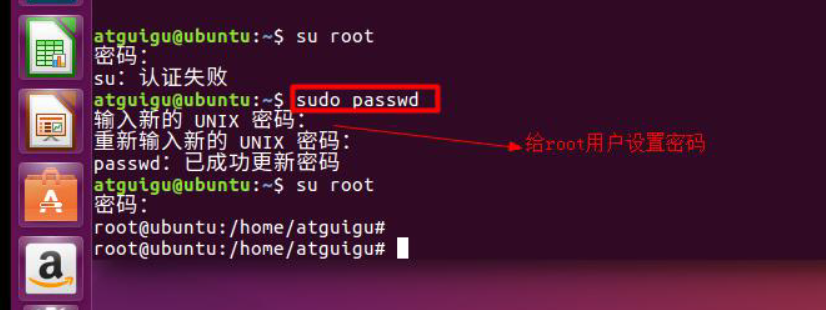 atguigu@ubuntu:~$ su root
密码：
su：认证失败
atguigu@ubuntu:~$ sudo passwd
输入新的 UNIX 密码：
重新输入新的 UNIX 密码：
给root用户设置密码
passwd：已成功更新密码
atguigu@ubuntu:~$ su root
密码：
root@ubuntu:/home/atguigu#
root@ubuntu:/home/atguigu#